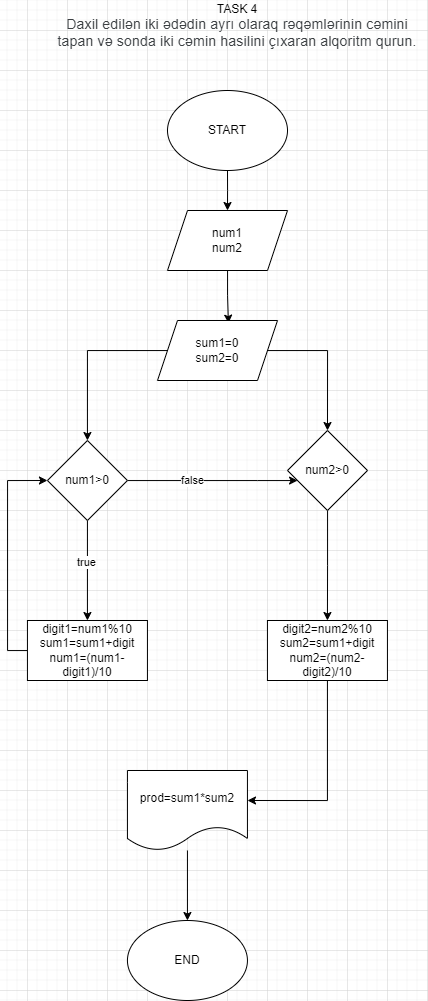 TASK 4
Daxil edilən iki ədədin ayrı olaraq rəqəmlərinin cəmini
tapan və sonda iki cəmin hasilini çıxaran alqoritm qurun.
START
num1
num2
sum1=0
sum2=0
num1>0
false
num2>0
true
digit1=num1%10
sum1=sum1+digit
num1=(num1-
digit1)/10
digit2=num2%10
sum2=sum1+digit
num2=(num2-
digit2)/10
prod=sum1*sum2
END